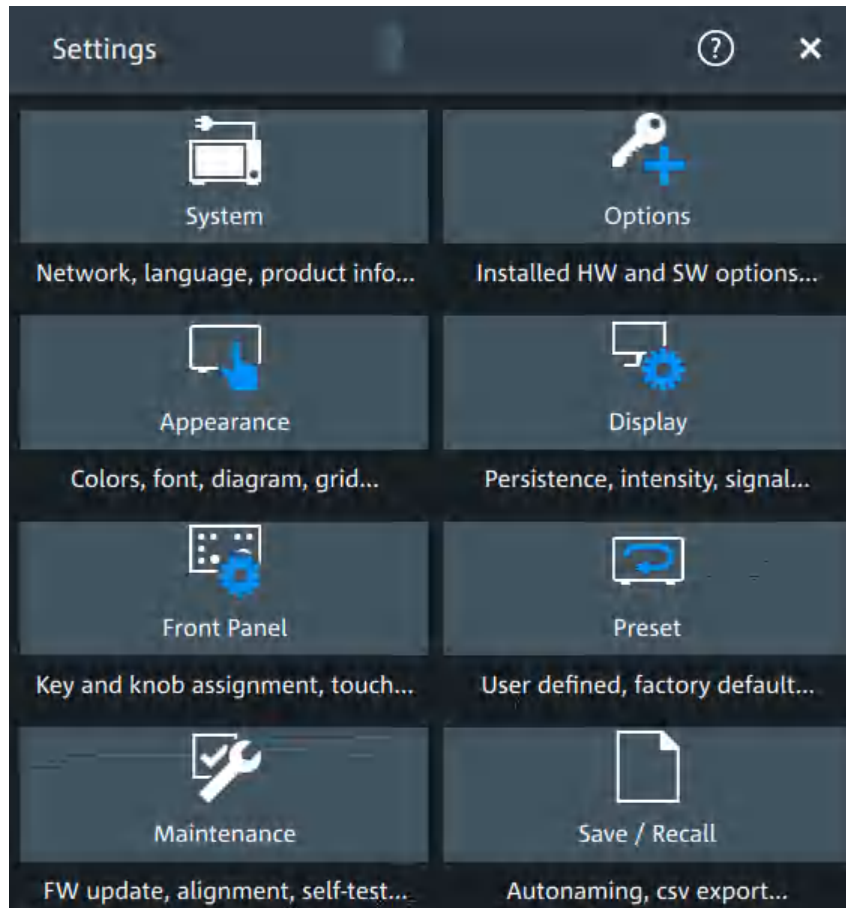 Settings
System
Options
Network, language, product info...
Installed HW and SW options...
Appearance
Display
Colors, font, diagram, grid...
Persistence, intensity, signal...
Front Panel
Preset
Key and knob assignment, touch...
User defined, factory default...
Maintenance
Save / Recall
FW update, alignment, self-test...
Autonaming, csv export...